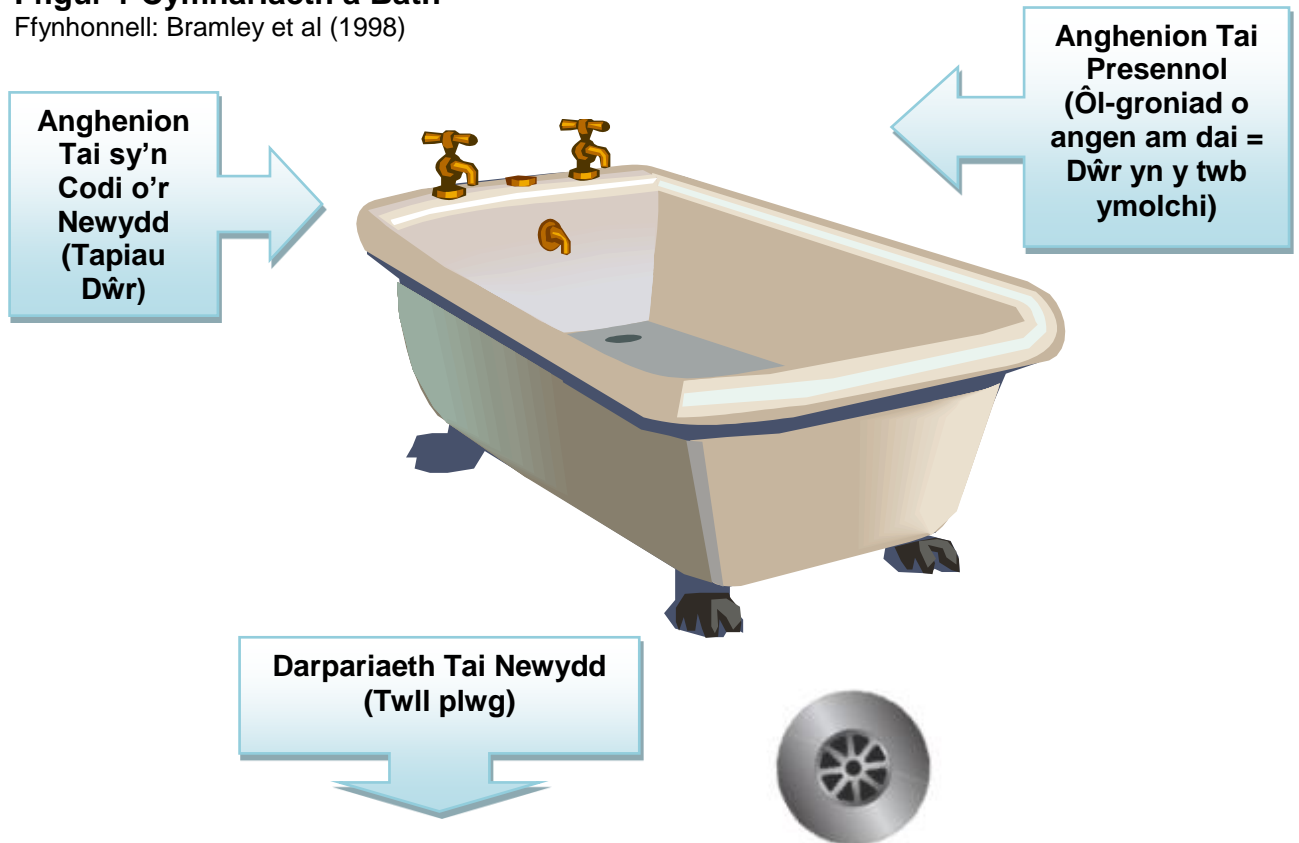 Ffynhonnell: Bramley et al (1998)
Anghenion
Tai sy'n
Codi o'r
Newydd
(Tapiau
Dŵr)
Anghenion Tai
Presennol
(Ôl-groniad o
angen am dai =
Dŵr yn y twb
ymolchi)
Darpariaeth Tai Newydd
(Twll plwg)